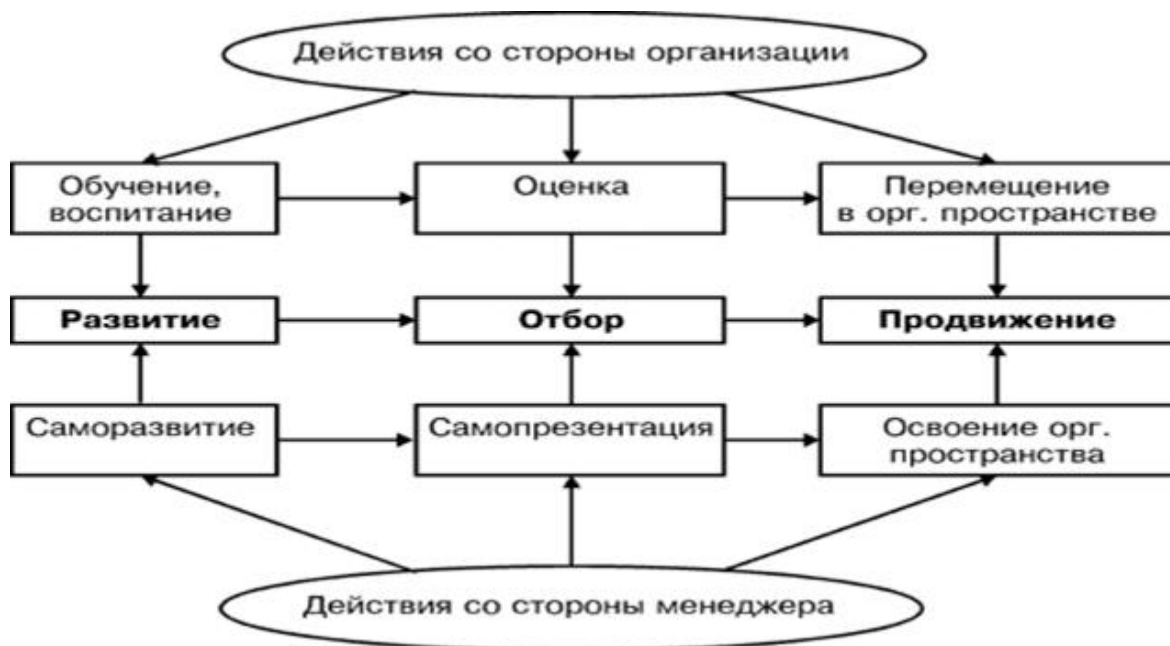 Действия со стороны организации
Обучение,
воспитание
Оценка
Перемещение
в орг. пространстве
Развитие
Отбор
Продвижение
Саморазвитие
Самопрезентация
Освоение орг.
пространства
Действия со стороны менеджера